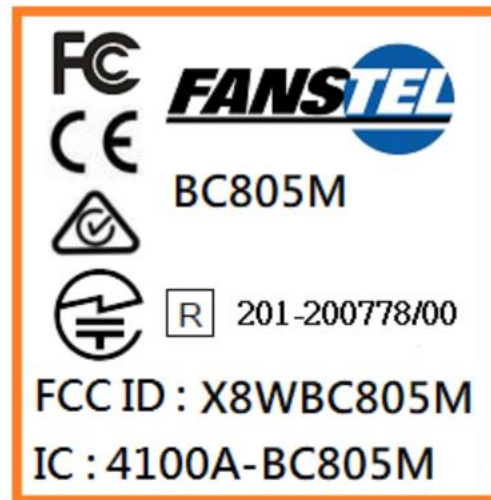 FC
FANSTEL
CE
BC805M
R 201-200778/00
FCC ID : X8WBC805M
IC : 4100A-BC805M